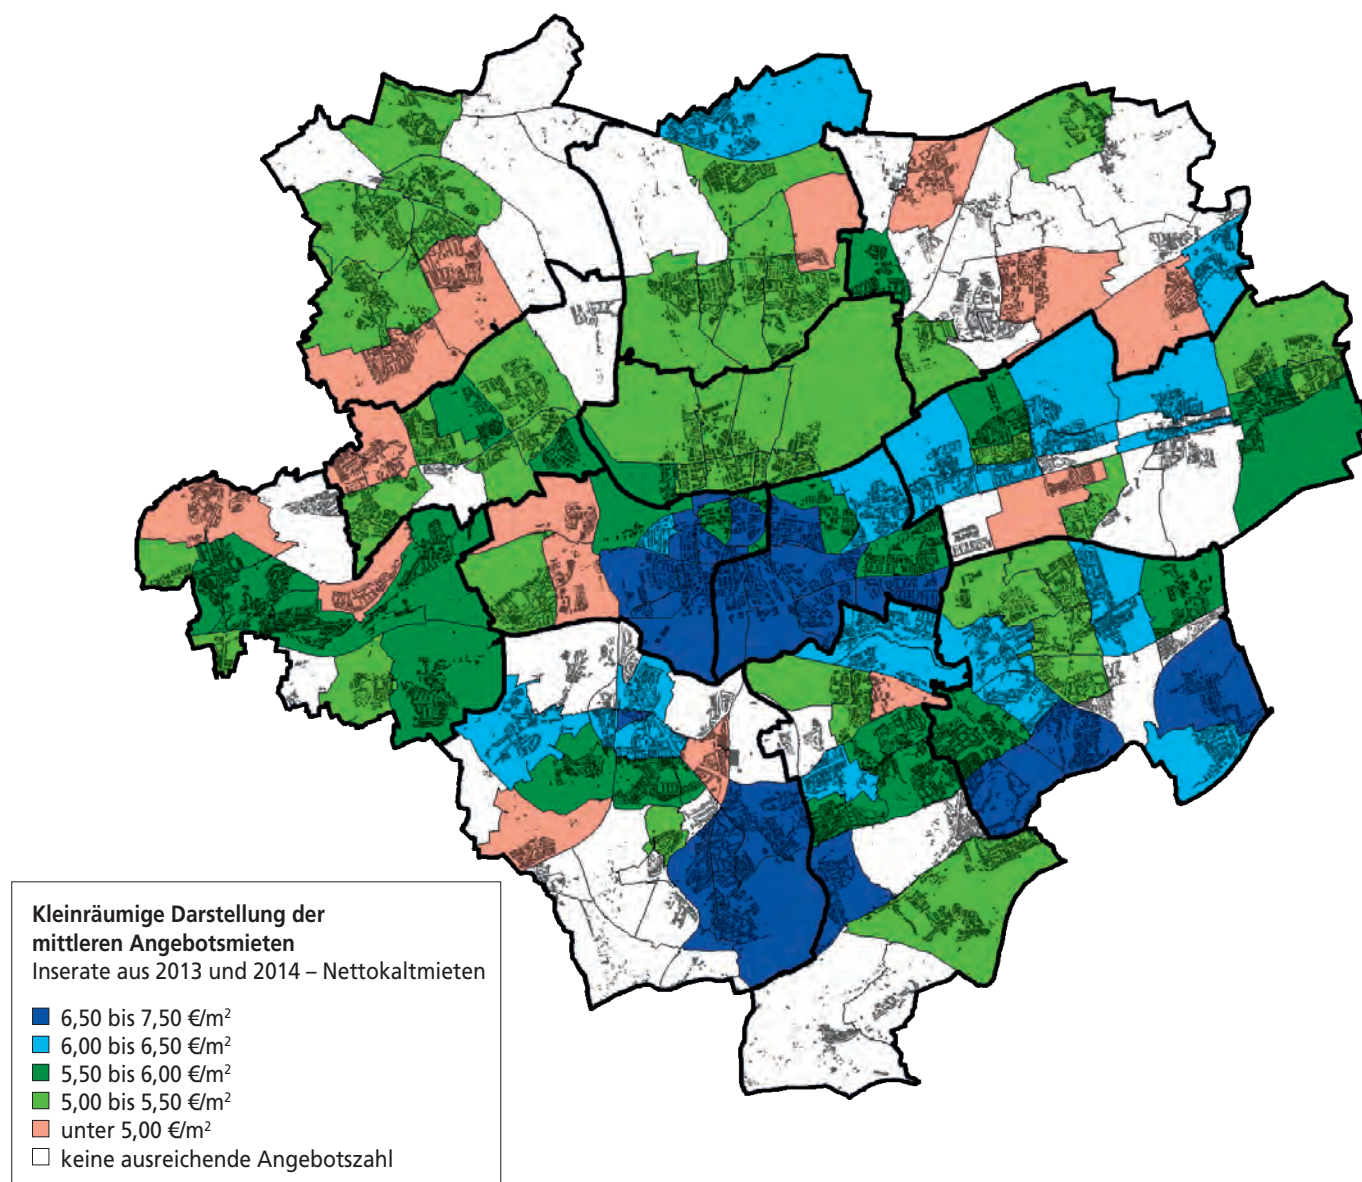 Kleinräumige Darstellung der
mittleren Angebotsmieten
Inserate aus 2013 und 2014 – Nettokaltmieten
6,50 bis 7,50 €/m²
6,00 bis 6,50 €/m²
5,50 bis 6,00 €/m²
5,00 bis 5,50 €/m²
unter 5,00 €/m²
keine ausreichende Angebotszahl